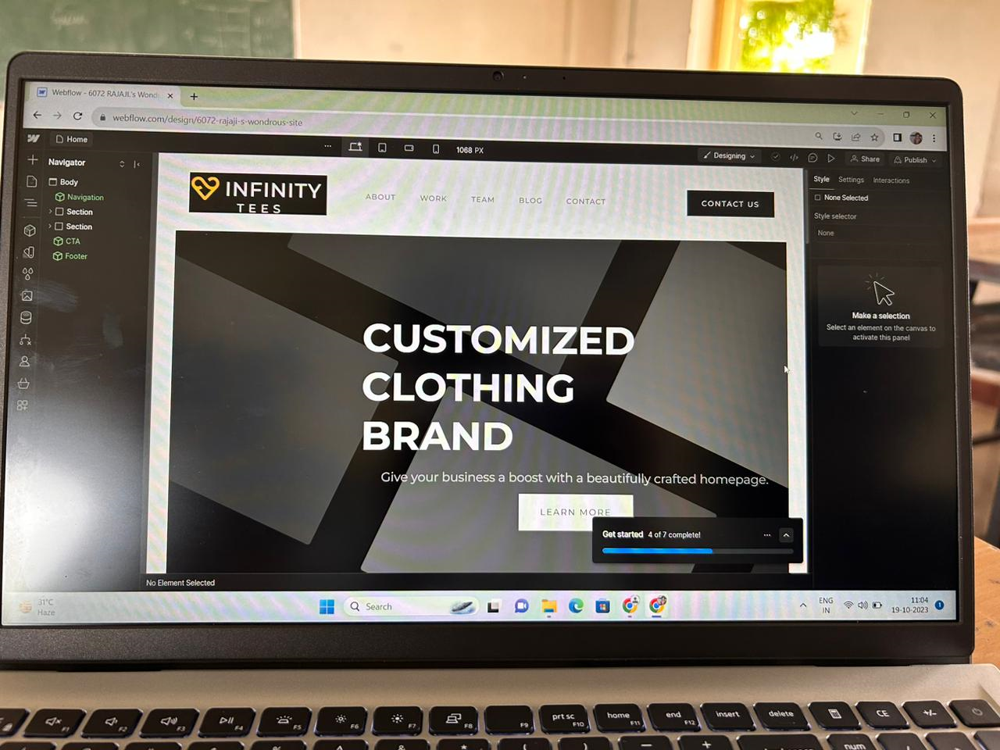 Webflow - 6072 RAJAJI.'s Wond
webflow.com/design/6072-rajaji-s-wondrous-site
Home
1068 PX
Designing
Share
Publish
Navigator
Body
Navigation
Section
Section
CTA
Footer
INFINITY
TEES
ABOUT WORK TEAM BLOG CONTACT
CONTACT US
CUSTOMIZED
CLOTHING
BRAND
Give your business a boost with a beautifully crafted homepage.
LEARN MORE
Get started 4 of 7 complete!
Style Settings Interactions
None Selected
Style selector
None
Make a selection
Select an element on the canvas to
activate this panel
No Element Selected
31°C
Haze
Search
ENG
IN
11:04
19-10-2023
1
F1 F2 F3 F4 F5 F6 F7 F8 F9
prt sc
F10
home
F11
end
F12
insert
delete
CE
+/-
num